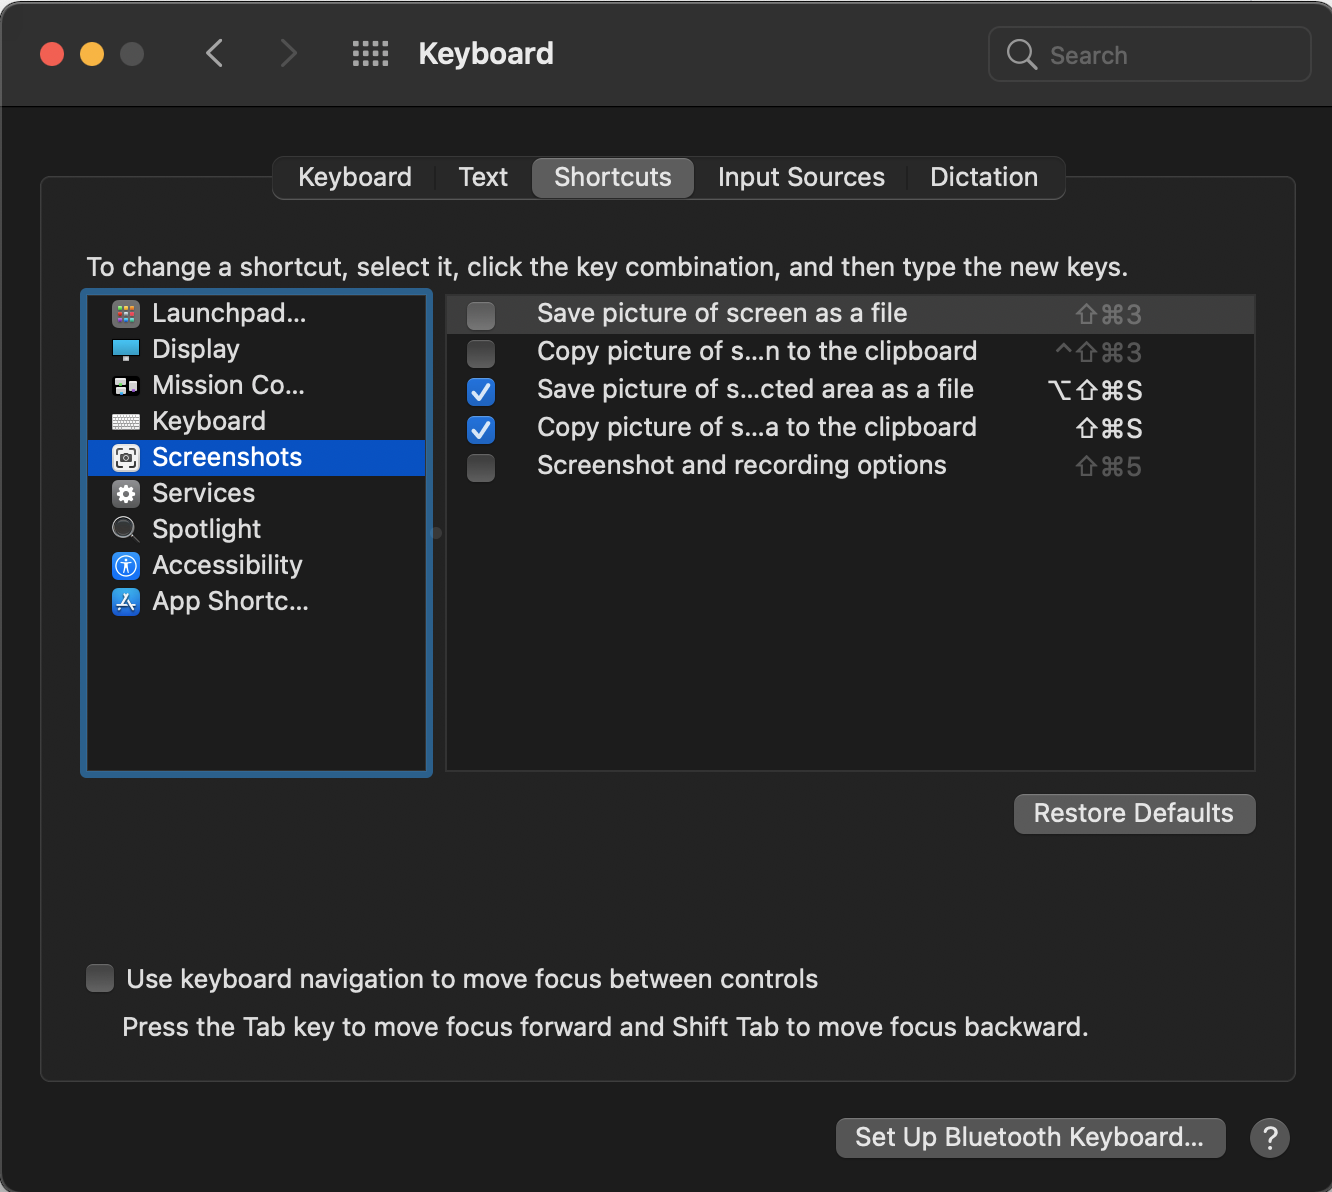 Keyboard
Search
Keyboard Text Shortcuts Input Sources Dictation
To change a shortcut, select it, click the key combination, and then type the new keys.
Launchpad...
Display
Mission Co...
Keyboard
Screenshots
Services
Spotlight
Accessibility
App Shortc...
Save picture of screen as a file ⇧⌘3
Copy picture of s...n to the clipboard ^⇧⌘3
Save picture of s...cted area as a file ⌥⇧⌘S
Copy picture of s...a to the clipboard ⇧⌘S
Screenshot and recording options ⇧⌘5
Restore Defaults
Use keyboard navigation to move focus between controls
Press the Tab key to move focus forward and Shift Tab to move focus backward.
Set Up Bluetooth Keyboard... ?